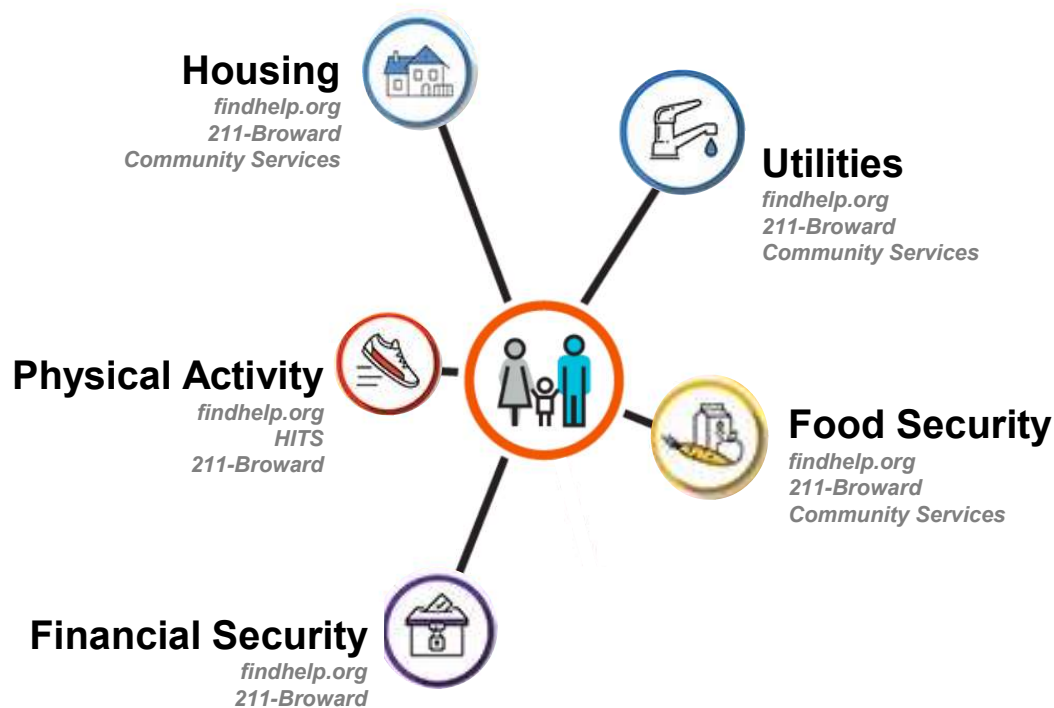 Housing
findhelp.org
211-Broward
Community Services
Utilities
findhelp.org
211-Broward
Community Services
Physical Activity
findhelp.org
HITS
211-Broward
Food Security
findhelp.org
211-Broward
Community Services
Financial Security
findhelp.org
211-Broward